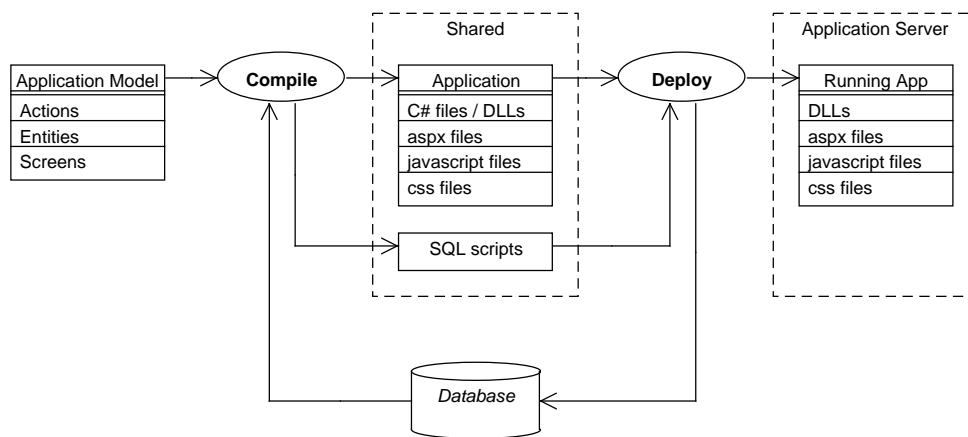 Shared
Application Server
Application Model
Actions
Entities
Screens
Compile
Application
C# files / DLLs
aspx files
javascript files
css files
SQL scripts
Deploy
Running App
DLLs
aspx files
javascript files
css files
Database